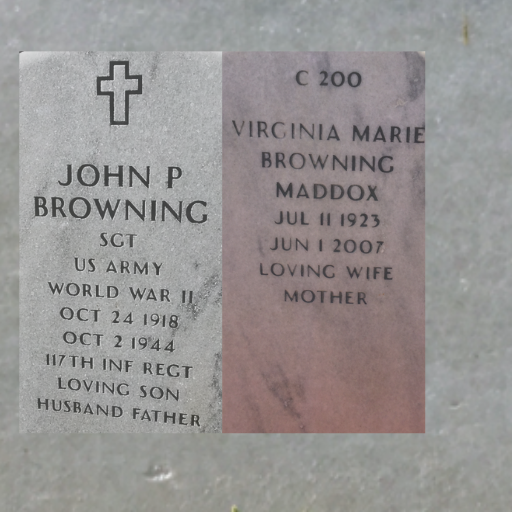 JOHN P
BROWNING
SGT
US ARMY
WORLD WAR II
OCT 24 1918
OCT 2 1944
117TH INF REGT
LOVING SON
HUSBAND FATHER
C 200
VIRGINIA MARIE
BROWNING
MADDOX
JUL 11 1923
JUN 1 2007
LOVING WIFE
MOTHER